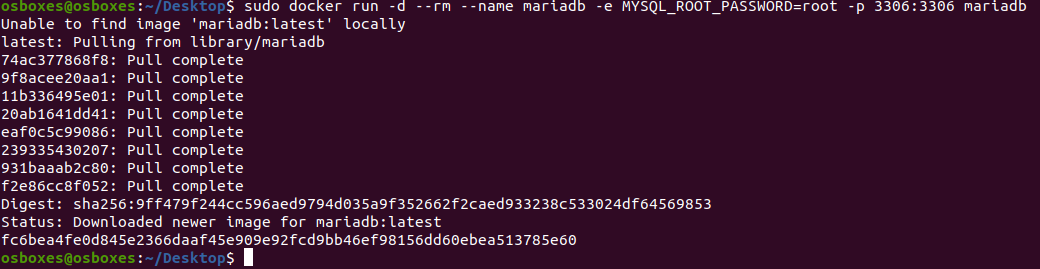 osboxes@osboxes:~/Desktop$ sudo docker run -d --rm --name mariadb -e MYSQL_ROOT_PASSWORD=root -p 3306:3306 mariadb
Unable to find image 'mariadb:latest' locally
latest: Pulling from library/mariadb
74ac377868f8: Pull complete
9f8acee20aa1: Pull complete
11b336495e01: Pull complete
20ab1641dd41: Pull complete
eaf0c5c99086: Pull complete
239335430207: Pull complete
931baaab2c80: Pull complete
f2e86cc8f052: Pull complete
Digest: sha256:9ff479f244cc596aed9794d035a9f352662f2caed933238c533024df64569853
Status: Downloaded newer image for mariadb:latest
fc6bea4fe0d845e2366daaf45e909e92fcd9bb46ef98156dd60ebea513785e60
osboxes@osboxes:~/Desktop$